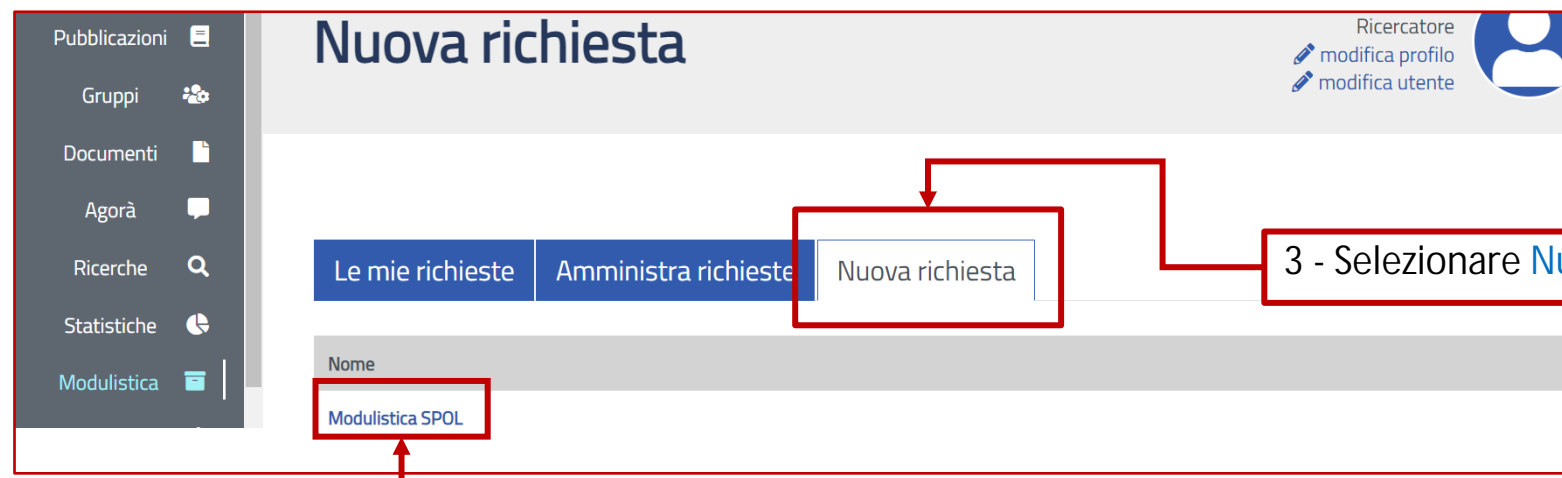 Pubblicazioni
Gruppi
Documenti
Agorà
Ricerche
Statistiche
Modulistica
Nuova richiesta
Ricercatore
modifica profilo
modifica utente
Le mie richieste
Amministra richieste
Nuova richiesta
3 - Selezionare
Nome
Modulistica SPOL